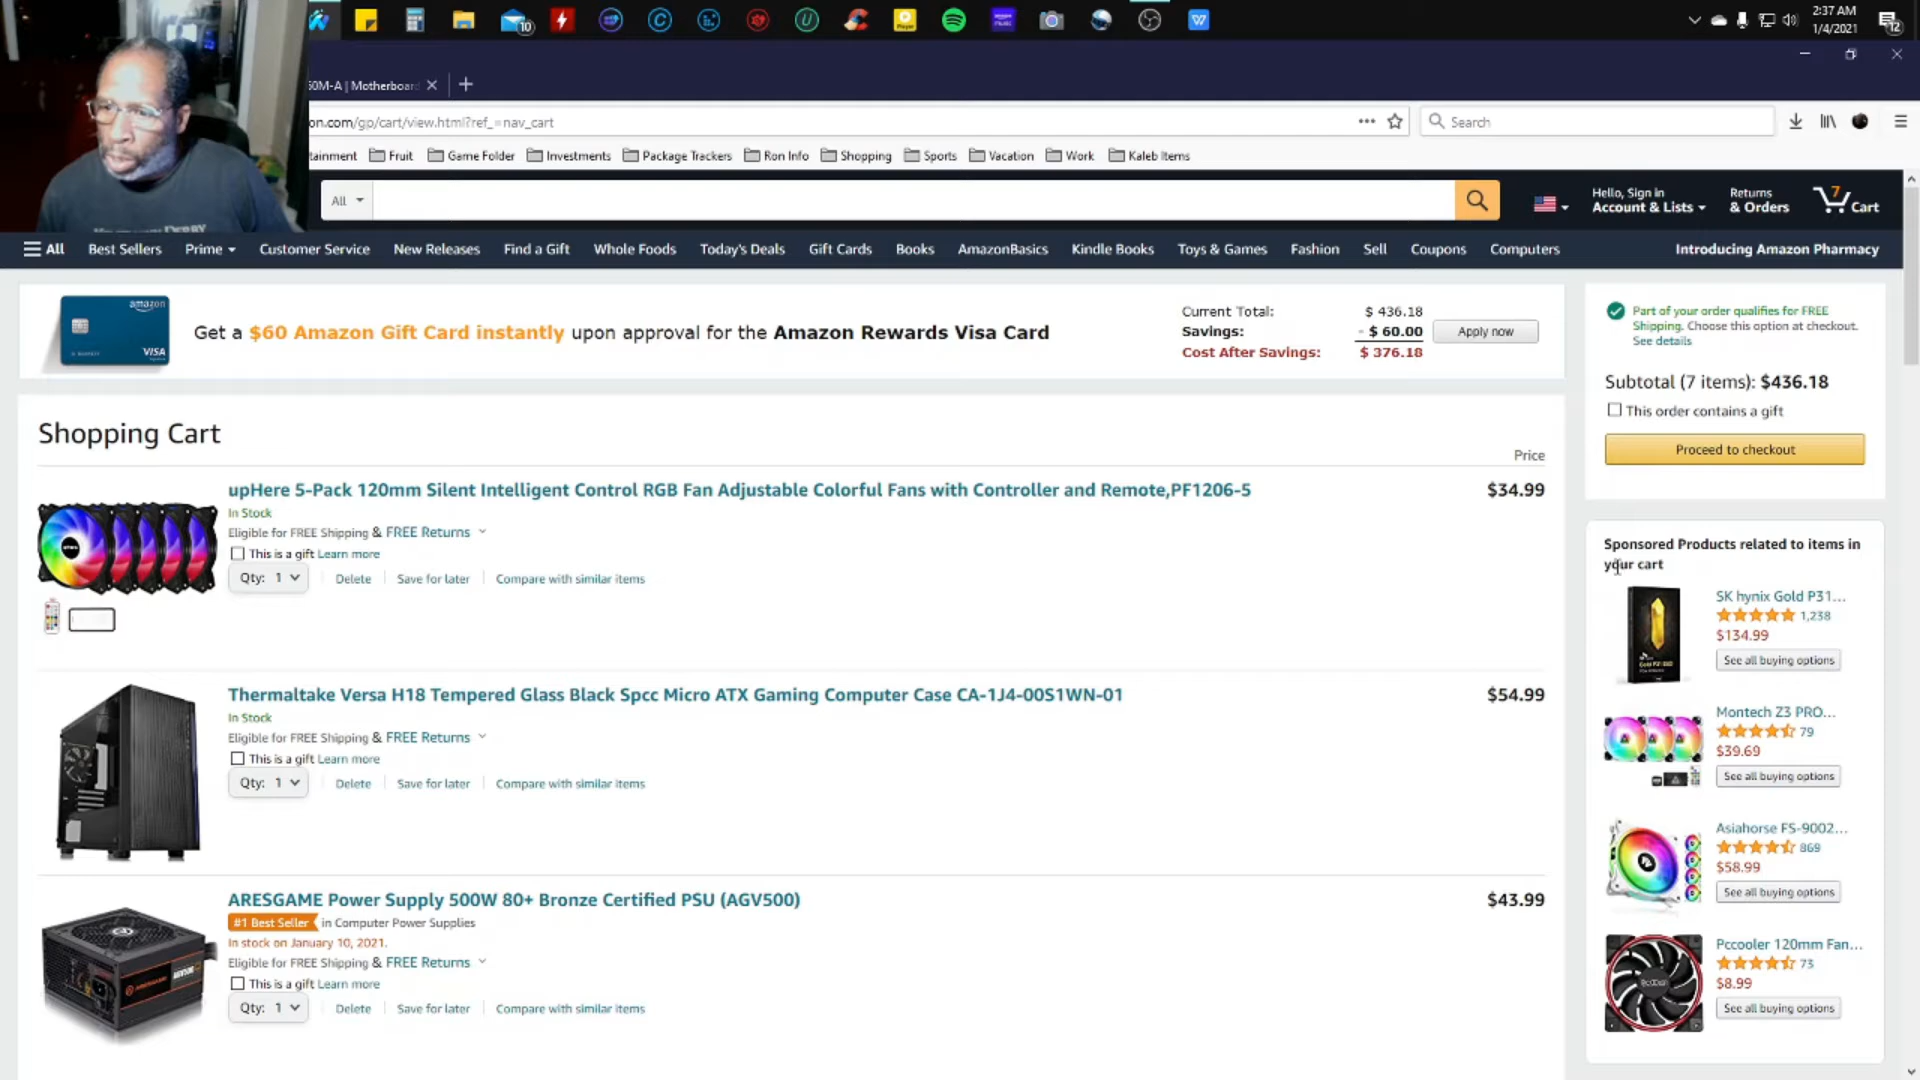 10
2:37 AM
1/4/2021
12
50M-A | Motherboar
on.com/gp/cart/view.html?ref_=nav_cart
Search
tainment
Fruit
Game Folder
Investments
Package Trackers
Ron Info
Shopping
Sports
Vacation
Work
Kaleb Items
All
Hello, Sign in
Account & Lists
Returns
& Orders
7
Cart
All
Best Sellers
Prime
Customer Service
New Releases
Find a Gift
Whole Foods
Today's Deals
Gift Cards
Books
AmazonBasics
Kindle Books
Toys & Games
Fashion
Sell
Coupons
Computers
Introducing Amazon Pharmacy
amazon
VISA
Get a $60 Amazon Gift Card instantly upon approval for the Amazon Rewards Visa Card
Current Total: $ 436.18
Savings: - $ 60.00
Cost After Savings: $ 376.18
Apply now
Part of your order qualifies for FREE
Shipping. Choose this option at checkout.
See details
Subtotal (7 items): $436.18
This order contains a gift
Proceed to checkout
Shopping Cart
Price
upHere 5-Pack 120mm Silent Intelligent Control RGB Fan Adjustable Colorful Fans with Controller and Remote,PF1206-5
$34.99
In Stock
Eligible for FREE Shipping & FREE Returns
This is a gift Learn more
Qty: 1
Delete
Save for later
Compare with similar items
Thermaltake Versa H18 Tempered Glass Black Spcc Micro ATX Gaming Computer Case CA-1J4-00S1WN-01
$54.99
In Stock
Eligible for FREE Shipping & FREE Returns
This is a gift Learn more
Qty: 1
Delete
Save for later
Compare with similar items
ARESGAME Power Supply 500W 80+ Bronze Certified PSU (AGV500)
$43.99
#1 Best Seller in Computer Power Supplies
In stock on January 10, 2021.
Eligible for FREE Shipping & FREE Returns
This is a gift Learn more
Qty: 1
Delete
Save for later
Compare with similar items
Sponsored Products related to items in
your cart
SK hynix Gold P31...
1,238
$134.99
See all buying options
Montech Z3 PRO...
79
$39.69
See all buying options
Asiahorse FS-9002...
869
$58.99
See all buying options
Pccooler 120mm Fan...
73
$8.99
See all buying options